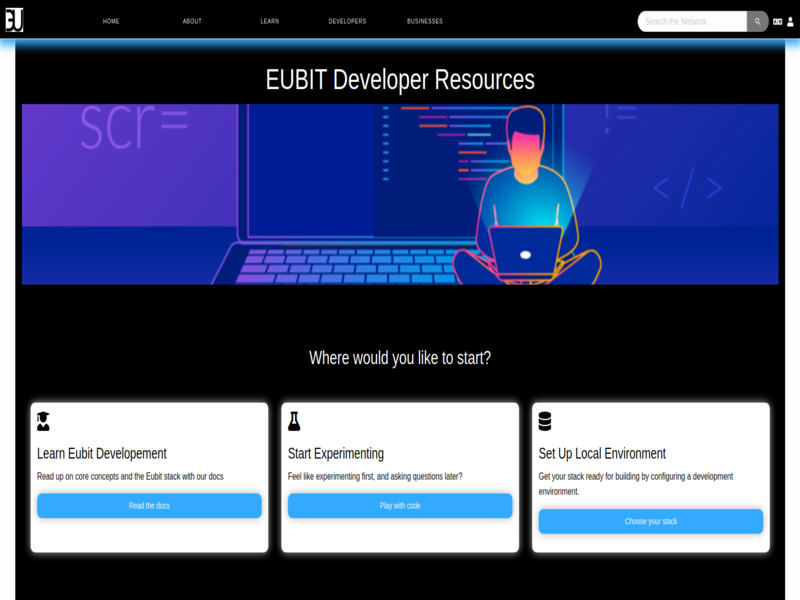 EU
HOME ABOUT LEARN DEVELOPERS BUSINESSES
Search the Network . . .
EUBIT Developer Resources
scr=
!=
</>
Where would you like to start?
Learn Eubit Developement
Read up on core concepts and the Eubit stack with our docs
Read the docs
Start Experimenting
Feel like experimenting first, and asking questions later?
Play with code
Set Up Local Environment
Get your stack ready for building by configuring a development
environment.
Choose your stack